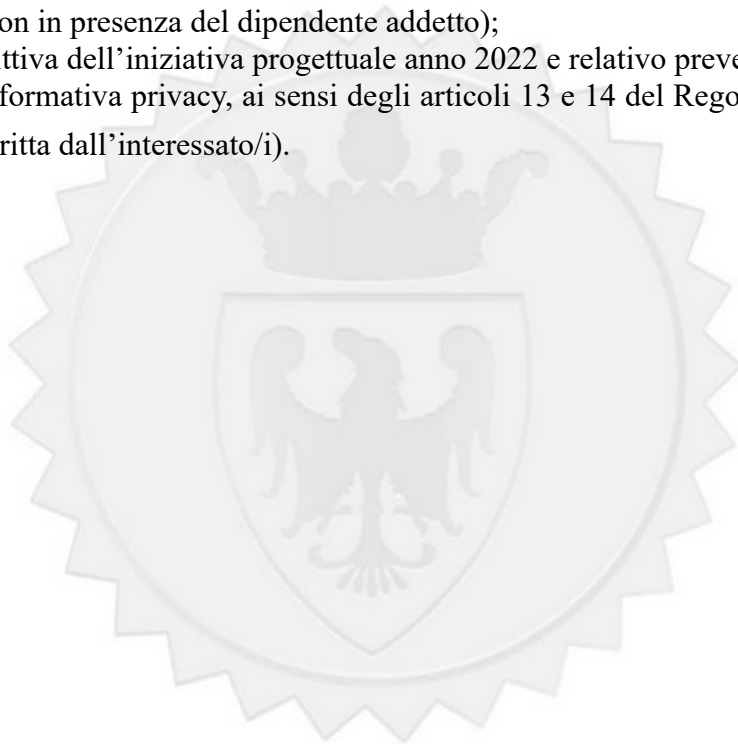 on in presenza del dipendente addetto);
ttiva dell’iniziativa progettuale anno 2022 e relativo preve
formativa privacy, ai sensi degli articoli 13 e 14 del Rego
ritta dall’interessato/i).